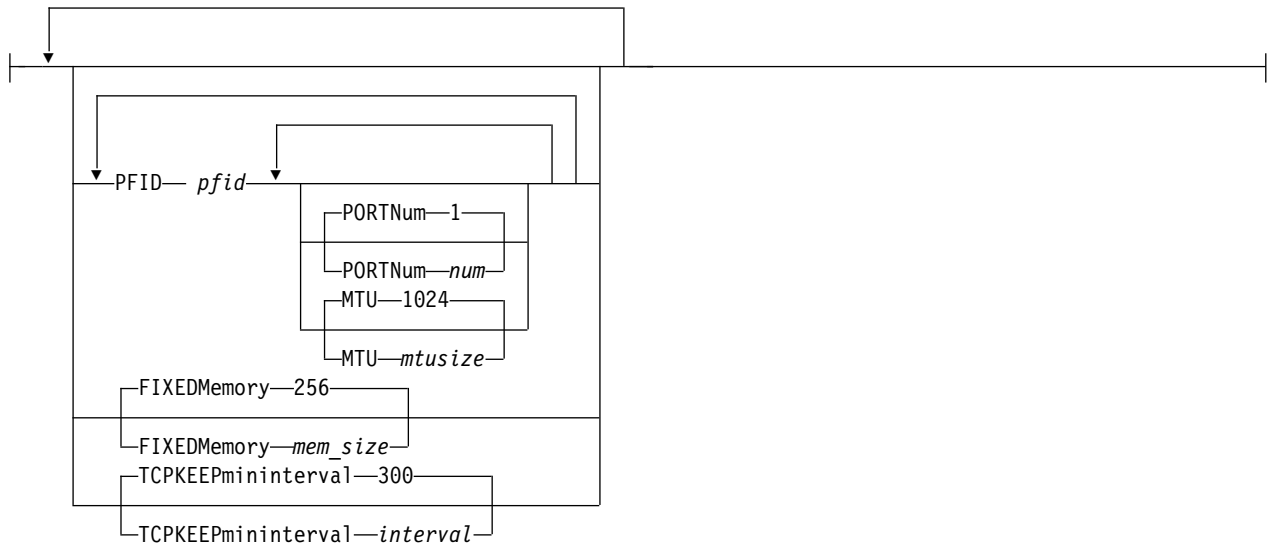 PFID pfid
PORTNum 1
PORTNum num
MTU 1024
MTU mtusize
FIXEDMemory 256
FIXEDMemory mem_size
TCPKEEPmininterval 300
TCPKEEPmininterval interval